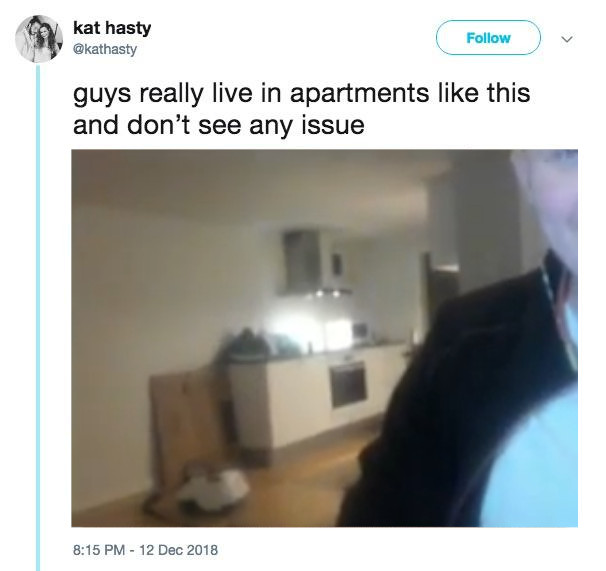 kat hasty
@kathasty
Follow
guys really live in apartments like this
and don’t see any issue
8:15 PM - 12 Dec 2018